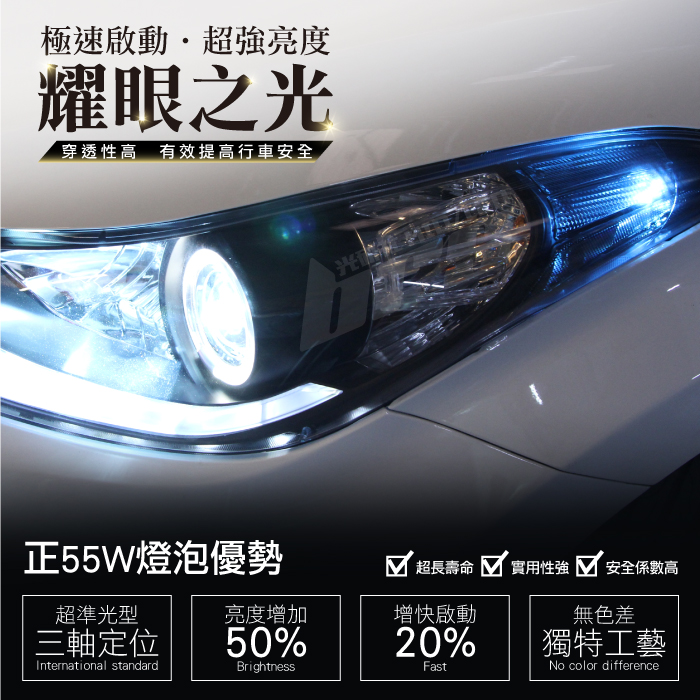 極速啟動・超強亮度
耀眼之光
穿透性高 有效提高行車安全
正55W燈泡優勢
超長壽命 實用性強 安全係數高
超準光型
三軸定位
International standard
亮度增加
50%
Brightness
增快啟動
20%
Fast
無色差
獨特工藝
No color difference